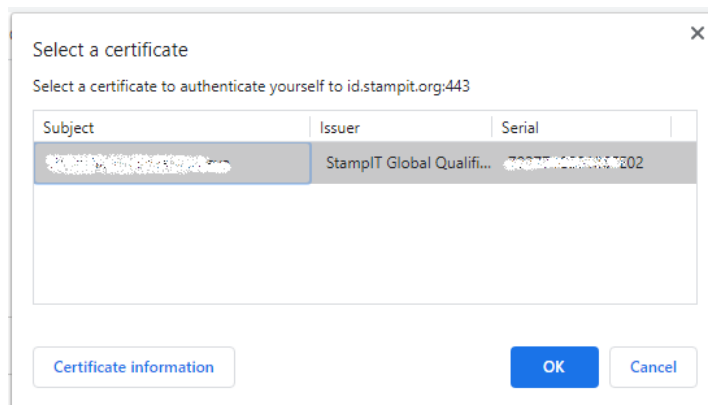 Select a certificate
Select a certificate to authenticate yourself to id.stampit.org:443
Subject Issuer Serial
StampIT Global Qualifi... 202
Certificate information OK Cancel